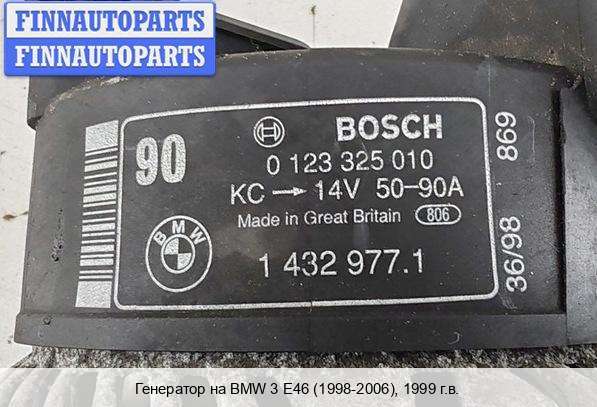 FINNAUTOPARTS
FINNAUTOPARTS
90
BOSCH
0 123 325 010
KC → 14V 50-90A
Made in Great Britain 806
BMW
1 432 977.1
36/98 869
Генератор на BMW 3 E46 (1998-2006), 1999 г.в.